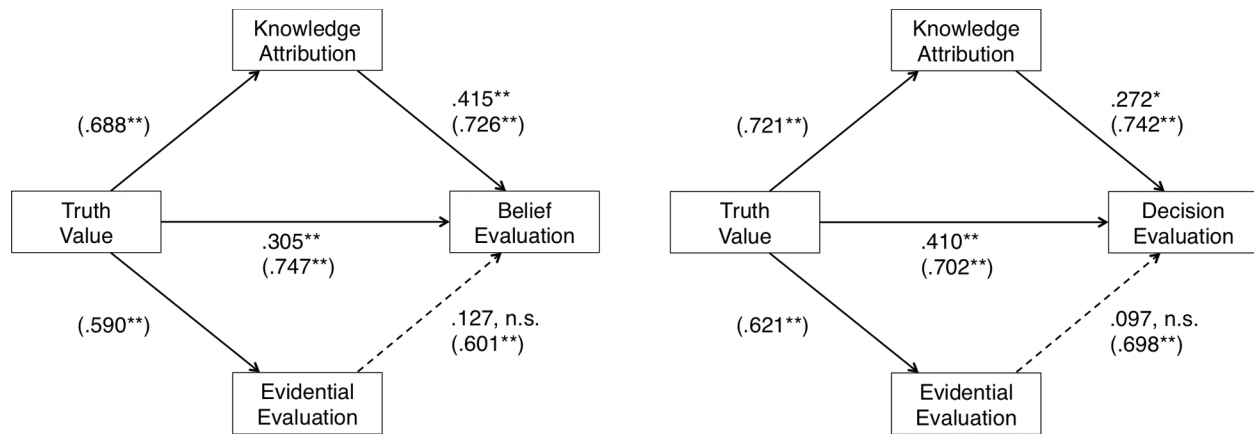 Knowledge
Attribution
(.688**)
.415**
(.726**)
Truth
Value
.305**
(.747**)
Belief
Evaluation
(.590**)
.127, n.s.
(.601**)
Evidential
Evaluation
Knowledge
Attribution
(.721**)
.272*
(.742**)
Truth
Value
.410**
(.702**)
Decision
Evaluation
(.621**)
.097, n.s.
(.698**)
Evidential
Evaluation